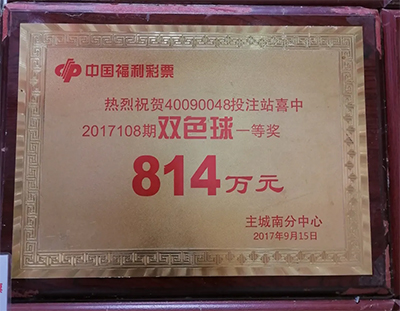 中国福利彩票
热烈祝贺40090048投注站喜中
2017108期双色球一等奖
814万元
主城南分中心
2017年9月15日